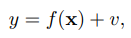 y = f(𝐱) + v,